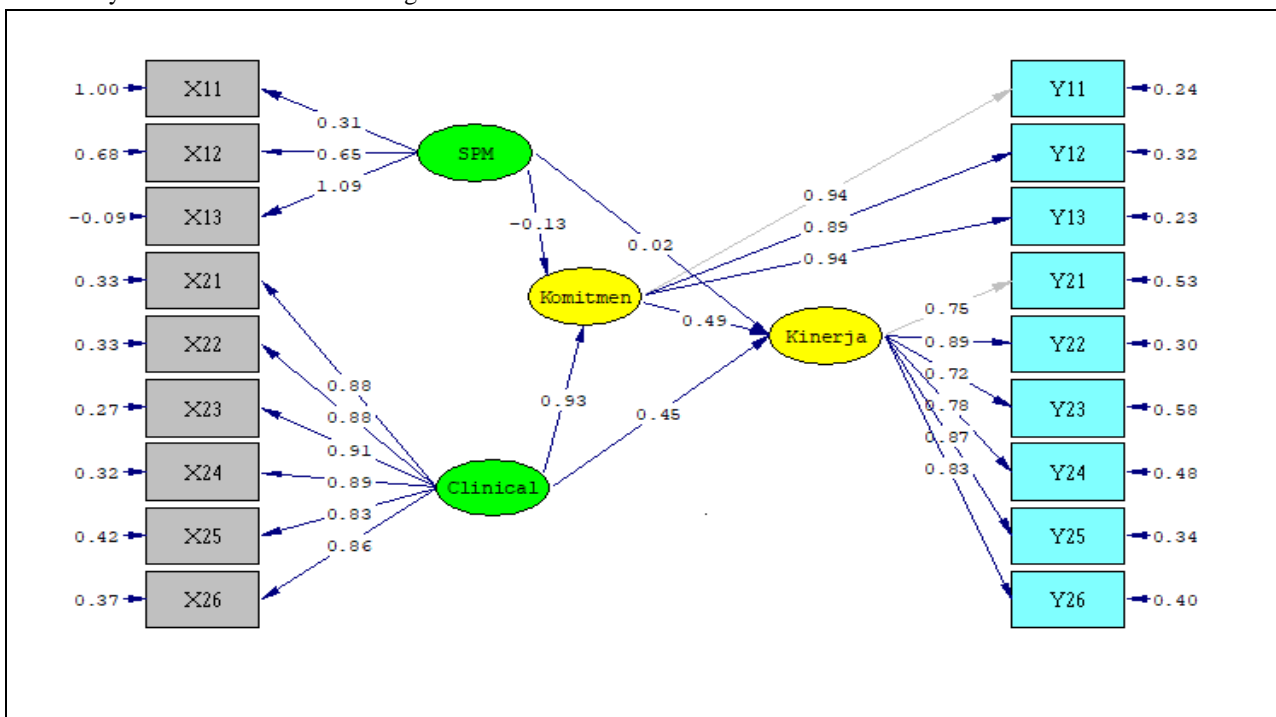 1.00 X11
0.68 X12
-0.09 X13
0.33 X21
0.33 X22
0.27 X23
0.32 X24
0.42 X25
0.37 X26
0.31
0.65
1.09
SPM
-0.13
0.02
Komitmen
0.49
0.93
0.45
Kinerja
Clinical
0.88
0.88
0.91
0.89
0.83
0.86
0.94
0.89
0.94
0.75
0.89
0.72
0.78
0.87
0.83
Y11 0.24
Y12 0.32
Y13 0.23
Y21 0.53
Y22 0.30
Y23 0.58
Y24 0.48
Y25 0.34
Y26 0.40